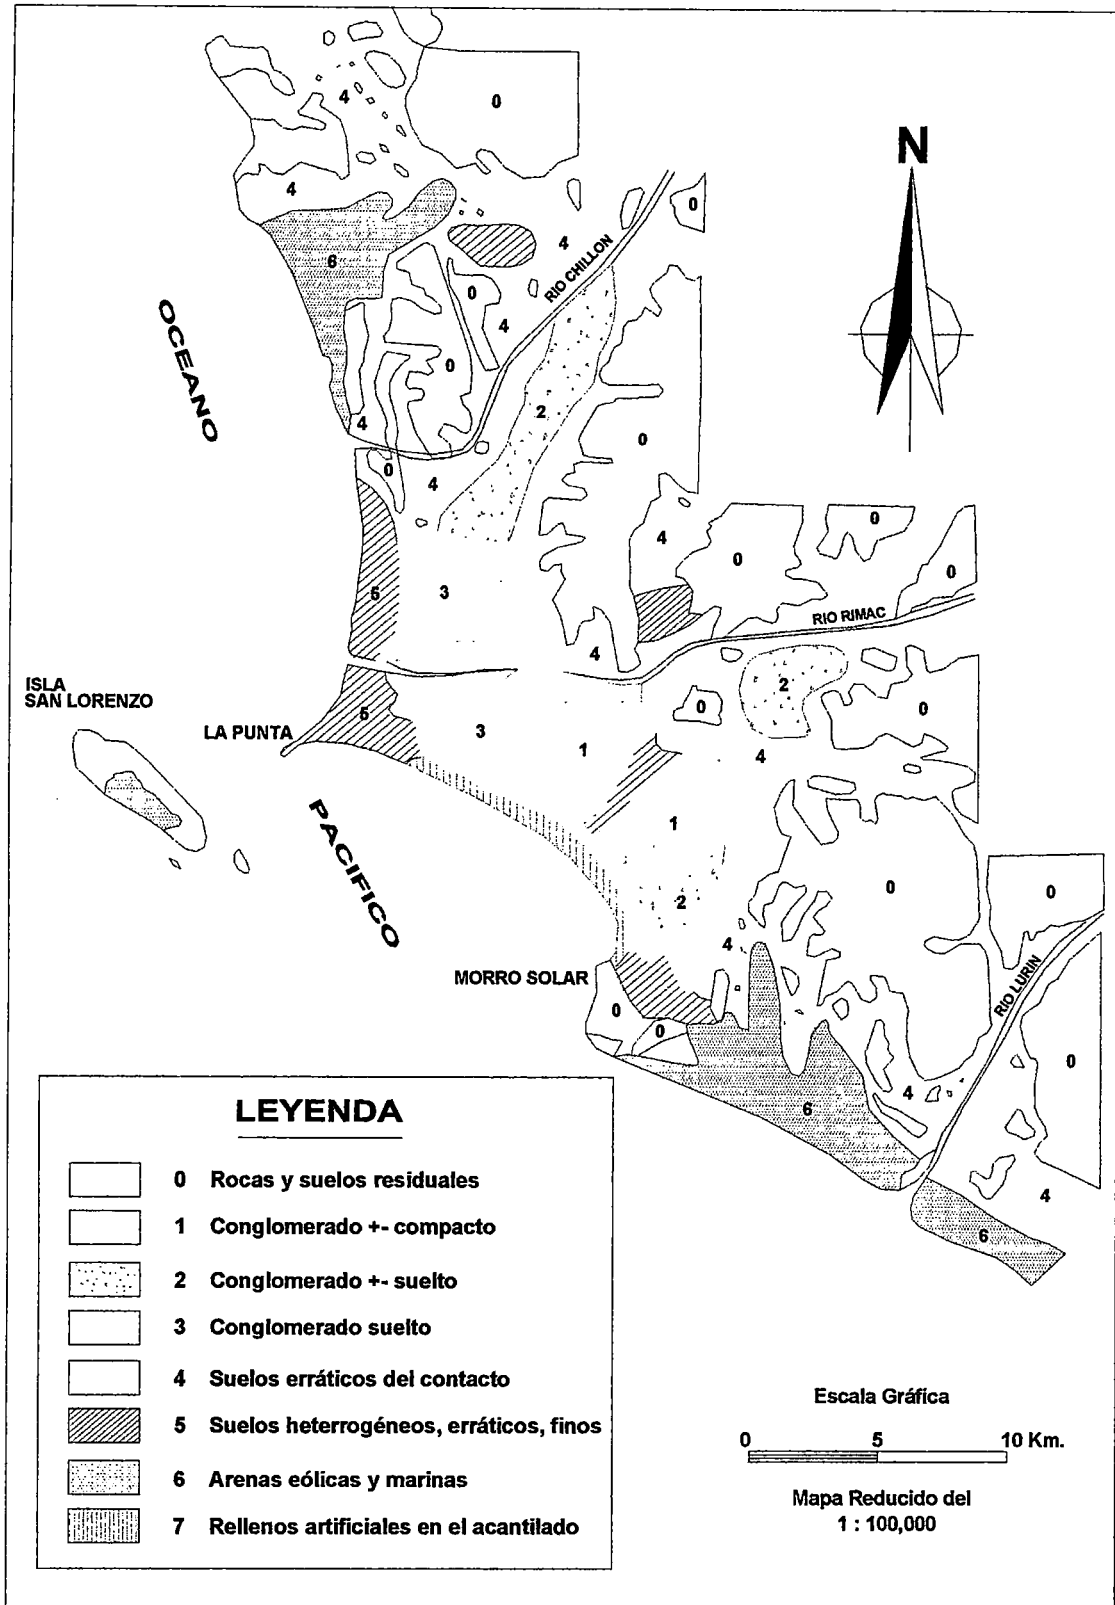 0
4
0
N
4
0
6
4
RIO CHILLON
OCEANO
0
4
0
2
4
0
0
4
0
4
0
0
5
3
RIO RIMAC
4
ISLA
SAN LORENZO
LA PUNTA
5
3
1
0
2
0
4
PACIFICO
1
0
0
2
4
MORRO SOLAR
RIO LURIN
0
0
0
6
4
4
6
LEYENDA
0 Rocas y suelos residuales
1 Conglomerado +- compacto
2 Conglomerado +- suelto
3 Conglomerado suelto
4 Suelos erráticos del contacto
5 Suelos heterrogéneos, erráticos, finos
6 Arenas eólicas y marinas
7 Rellenos artificiales en el acantilado
Escala Gráfica
0 5 10 Km.
Mapa Reducido del
1 : 100,000